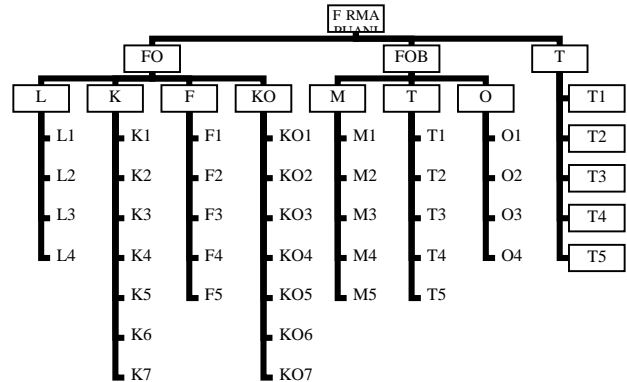 F RMA
PUANI
FO FOB T
L K F KO M T O T1
L1 K1 F1 KO1 M1 T1 O1 T2
L2 K2 F2 KO2 M2 T2 O2 T3
L3 K3 F3 KO3 M3 T3 O3 T4
L4 K4 F4 KO4 M4 T4 O4 T5
K5 F5 KO5 M5 T5
K6 KO6
K7 KO7